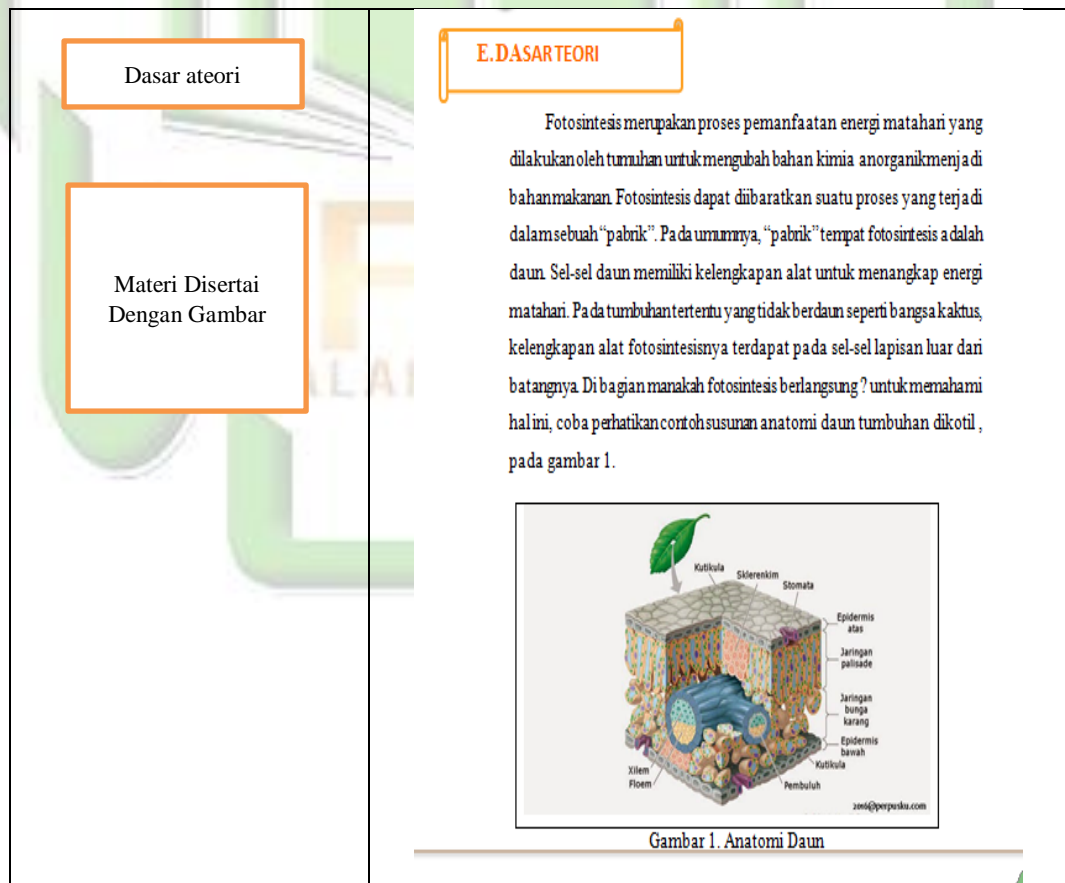 Dasar ateori
Materi Disertai
Dengan Gambar
E.DASAR TEORI
Fotosintesis merupakan proses pemanfaatan energi matahari yang
dilakukan oleh tumuhan untuk mengubah bahan kimia anorganik menjadi
bahan makanan. Fotosintesis dapat diibaratkan suatu proses yang terjadi
dalam sebuah “pabrik”. Pada umumnya, “pabrik” tempat fotosintesis adalah
daun. Sel-sel daun memiliki kelengkapan alat untuk menangkap energi
matahari. Pada tumbuhan tertentu yang tidak berdaun seperti bangsa kaktus,
kelengkapan alat fotosintesisnya terdapat pada sel-sel lapisan luar dari
batangnya. Di bagian manakah fotosintesis berlangsung ? untuk memahami
hal ini, coba perhatikan contoh susunan anatomi daun tumbuhan dikotil ,
pada gambar 1.
Kutikula
Sklerenkim
Stomata
Epidermis
atas
Jaringan
palisade
Jaringan
bunga
karang
Epidermis
bawah
Kutikula
Xilem
Floem
Pembuluh
2016@perpusku.com
Gambar 1. Anatomi Daun